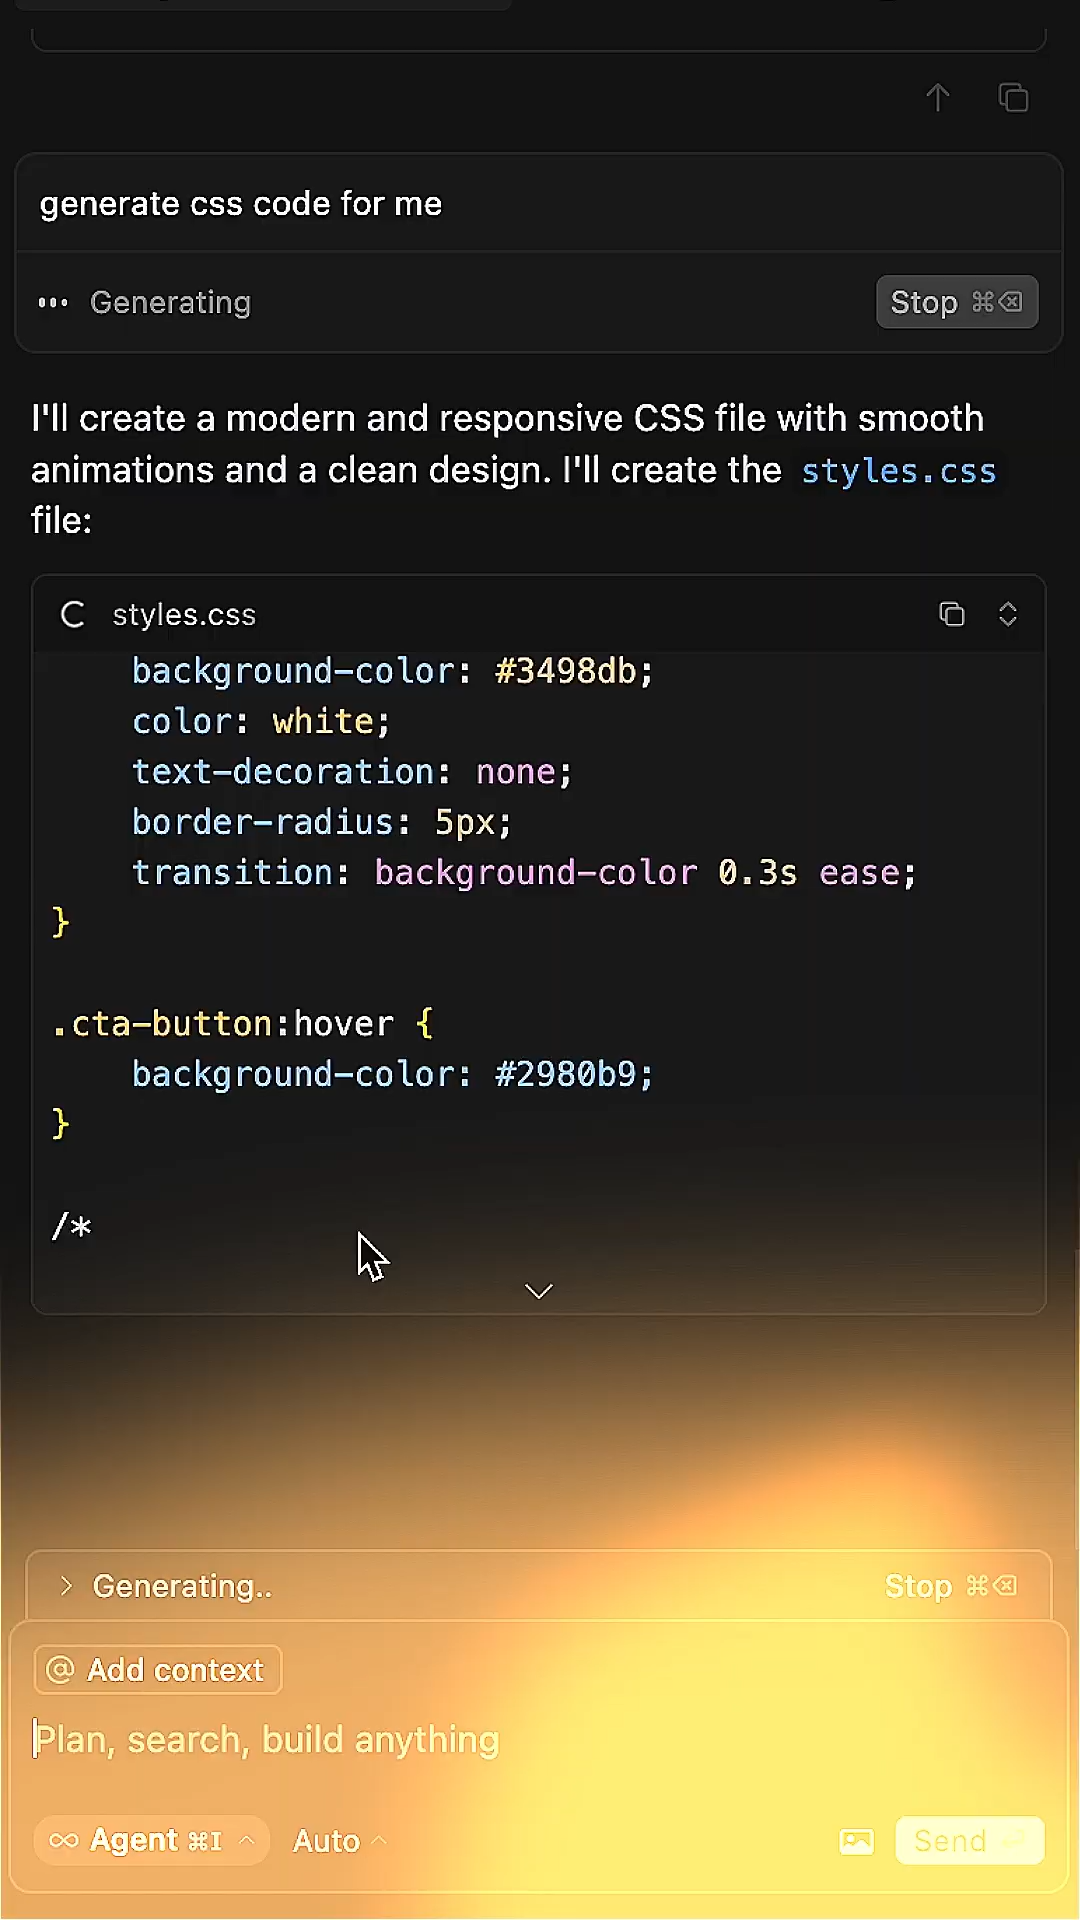 generate css code for me
Generating
Stop ⌘⌫
I'll create a modern and responsive CSS file with smooth
animations and a clean design. I'll create the styles.css
file:
styles.css
background-color: #3498db;
color: white;
text-decoration: none;
border-radius: 5px;
transition: background-color 0.3s ease;
}
.cta-button:hover {
background-color: #2980b9;
}
/*
Generating..
Stop ⌘⌫
@ Add context
Plan, search, build anything
∞ Agent ⌘I
Auto
Send ⏎